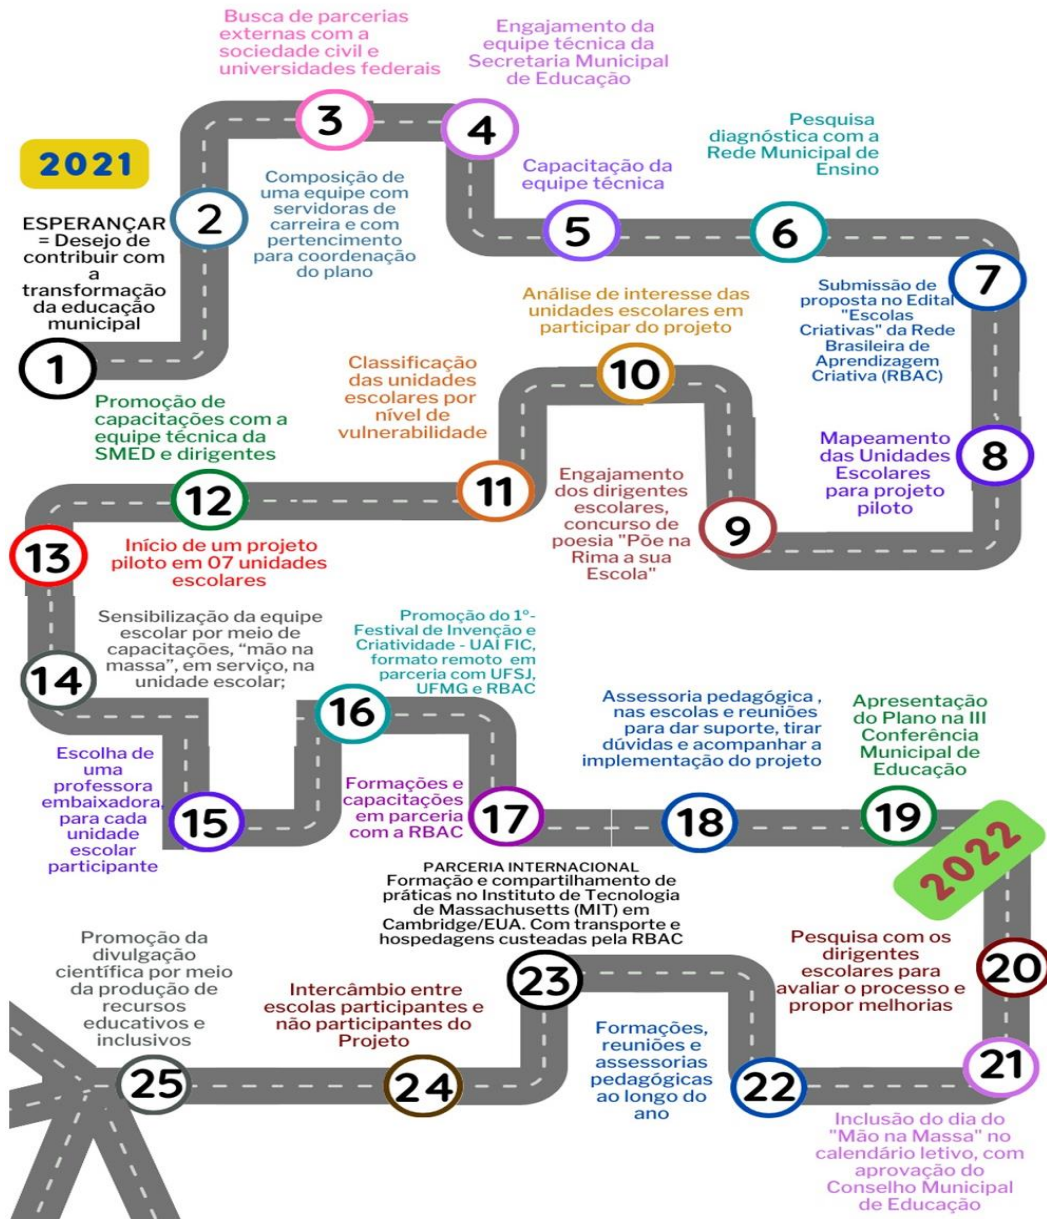 2021
1
ESPERANÇAR
= Desejo de
contribuir com
a
transformação
da educação
municipal
2
Composição de
uma equipe com
servidoras de
carreira e com
pertencimento
para coordenação
do plano
3
Busca de parcerias
externas com a
sociedade civil e
universidades federais
4
Engajamento da
equipe técnica da
Secretaria Municipal
de Educação
5
Capacitação da
equipe técnica
6
Pesquisa
diagnóstica com a
Rede Municipal de
Ensino
7
Submissão de
proposta no Edital
"Escolas
Criativas" da Rede
Brasileira de
Aprendizagem
Criativa (RBAC)
8
Mapeamento
das Unidades
Escolares
para projeto
piloto
9
Engajamento
dos dirigentes
escolares,
concurso de
poesia "Põe na
Rima a sua
Escola"
10
Análise de interesse das
unidades escolares em
participar do projeto
11
Classificação
das unidades
escolares por
nível de
vulnerabilidade
12
Promoção de
capacitações com a
equipe técnica da
SMED e dirigentes
13
Início de um projeto
piloto em 07 unidades
escolares
14
Sensibilização da equipe
escolar por meio de
capacitações, “mão na
massa”, em serviço, na
unidade escolar;
15
Escolha de
uma
professora
embaixadora,
para cada
unidade
escolar
participante
16
Promoção do 1º-
Festival de Invenção e
Criatividade - UAI FIC,
formato remoto em
parceria com UFSJ,
UFMG e RBAC
17
Formações e
capacitações
em parceria
com a RBAC
18
Assessoria pedagógica ,
nas escolas e reuniões
para dar suporte, tirar
dúvidas e acompanhar a
implementação do projeto
19
Apresentação
do Plano na III
Conferência
Municipal de
Educação
2022
20
Pesquisa com os
dirigentes
escolares para
avaliar o processo e
propor melhorias
21
Inclusão do dia do
"Mão na Massa" no
calendário letivo, com
aprovação do
Conselho Municipal
de Educação
22
Formações,
reuniões e
assessorias
pedagógicas
ao longo do
ano
23
PARCERIA INTERNACIONAL
Formação e compartilhamento de
práticas no Instituto de Tecnologia
de Massachusetts (MIT) em
Cambridge/EUA. Com transporte e
hospedagens custeadas pela RBAC
24
Intercâmbio entre
escolas participantes e
não participantes do
Projeto
25
Promoção da
divulgação
científica por meio
da produção de
recursos
educativos e
inclusivos